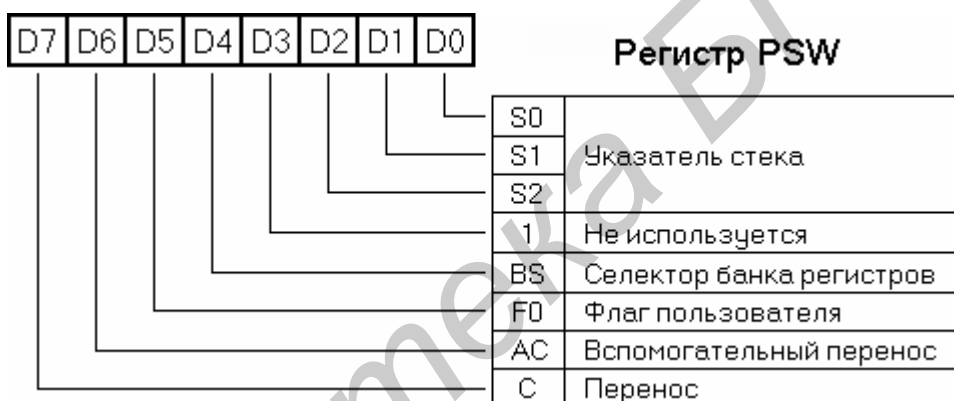 D7 D6 D5 D4 D3 D2 D1 D0
Регистр PSW
S0
S1 Указатель стека
S2
1 Не используется
BS Селектор банка регистров
F0 Флаг пользователя
AC Вспомогательный перенос
C Перенос